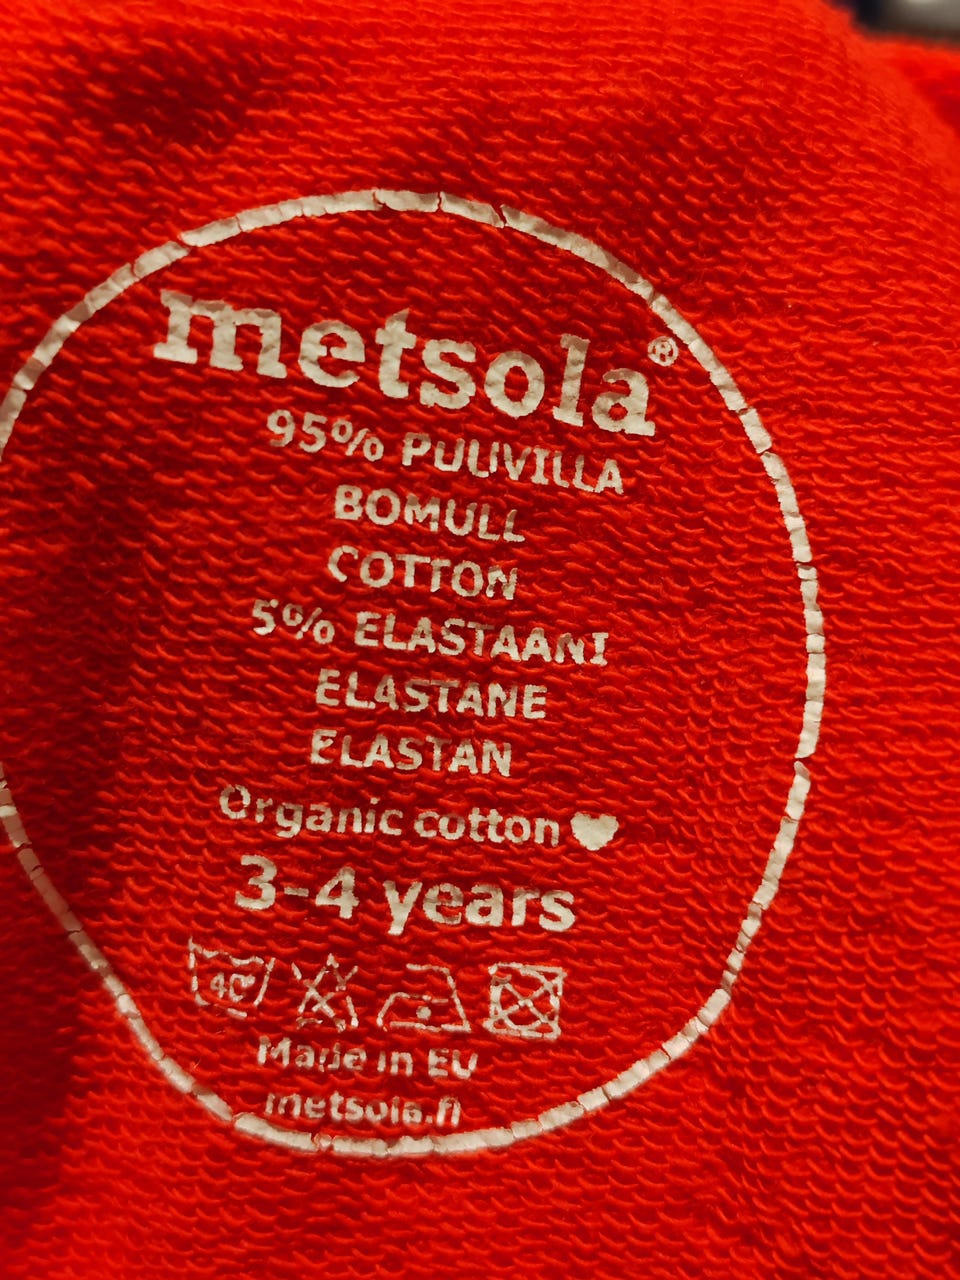 metsola®
95% PUUVILLA
BOMULL
COTTON
5% ELASTAANI
ELASTANE
ELASTAN
Organic cotton ♥
3-4 years
40°
Made in EU
metsola.fi